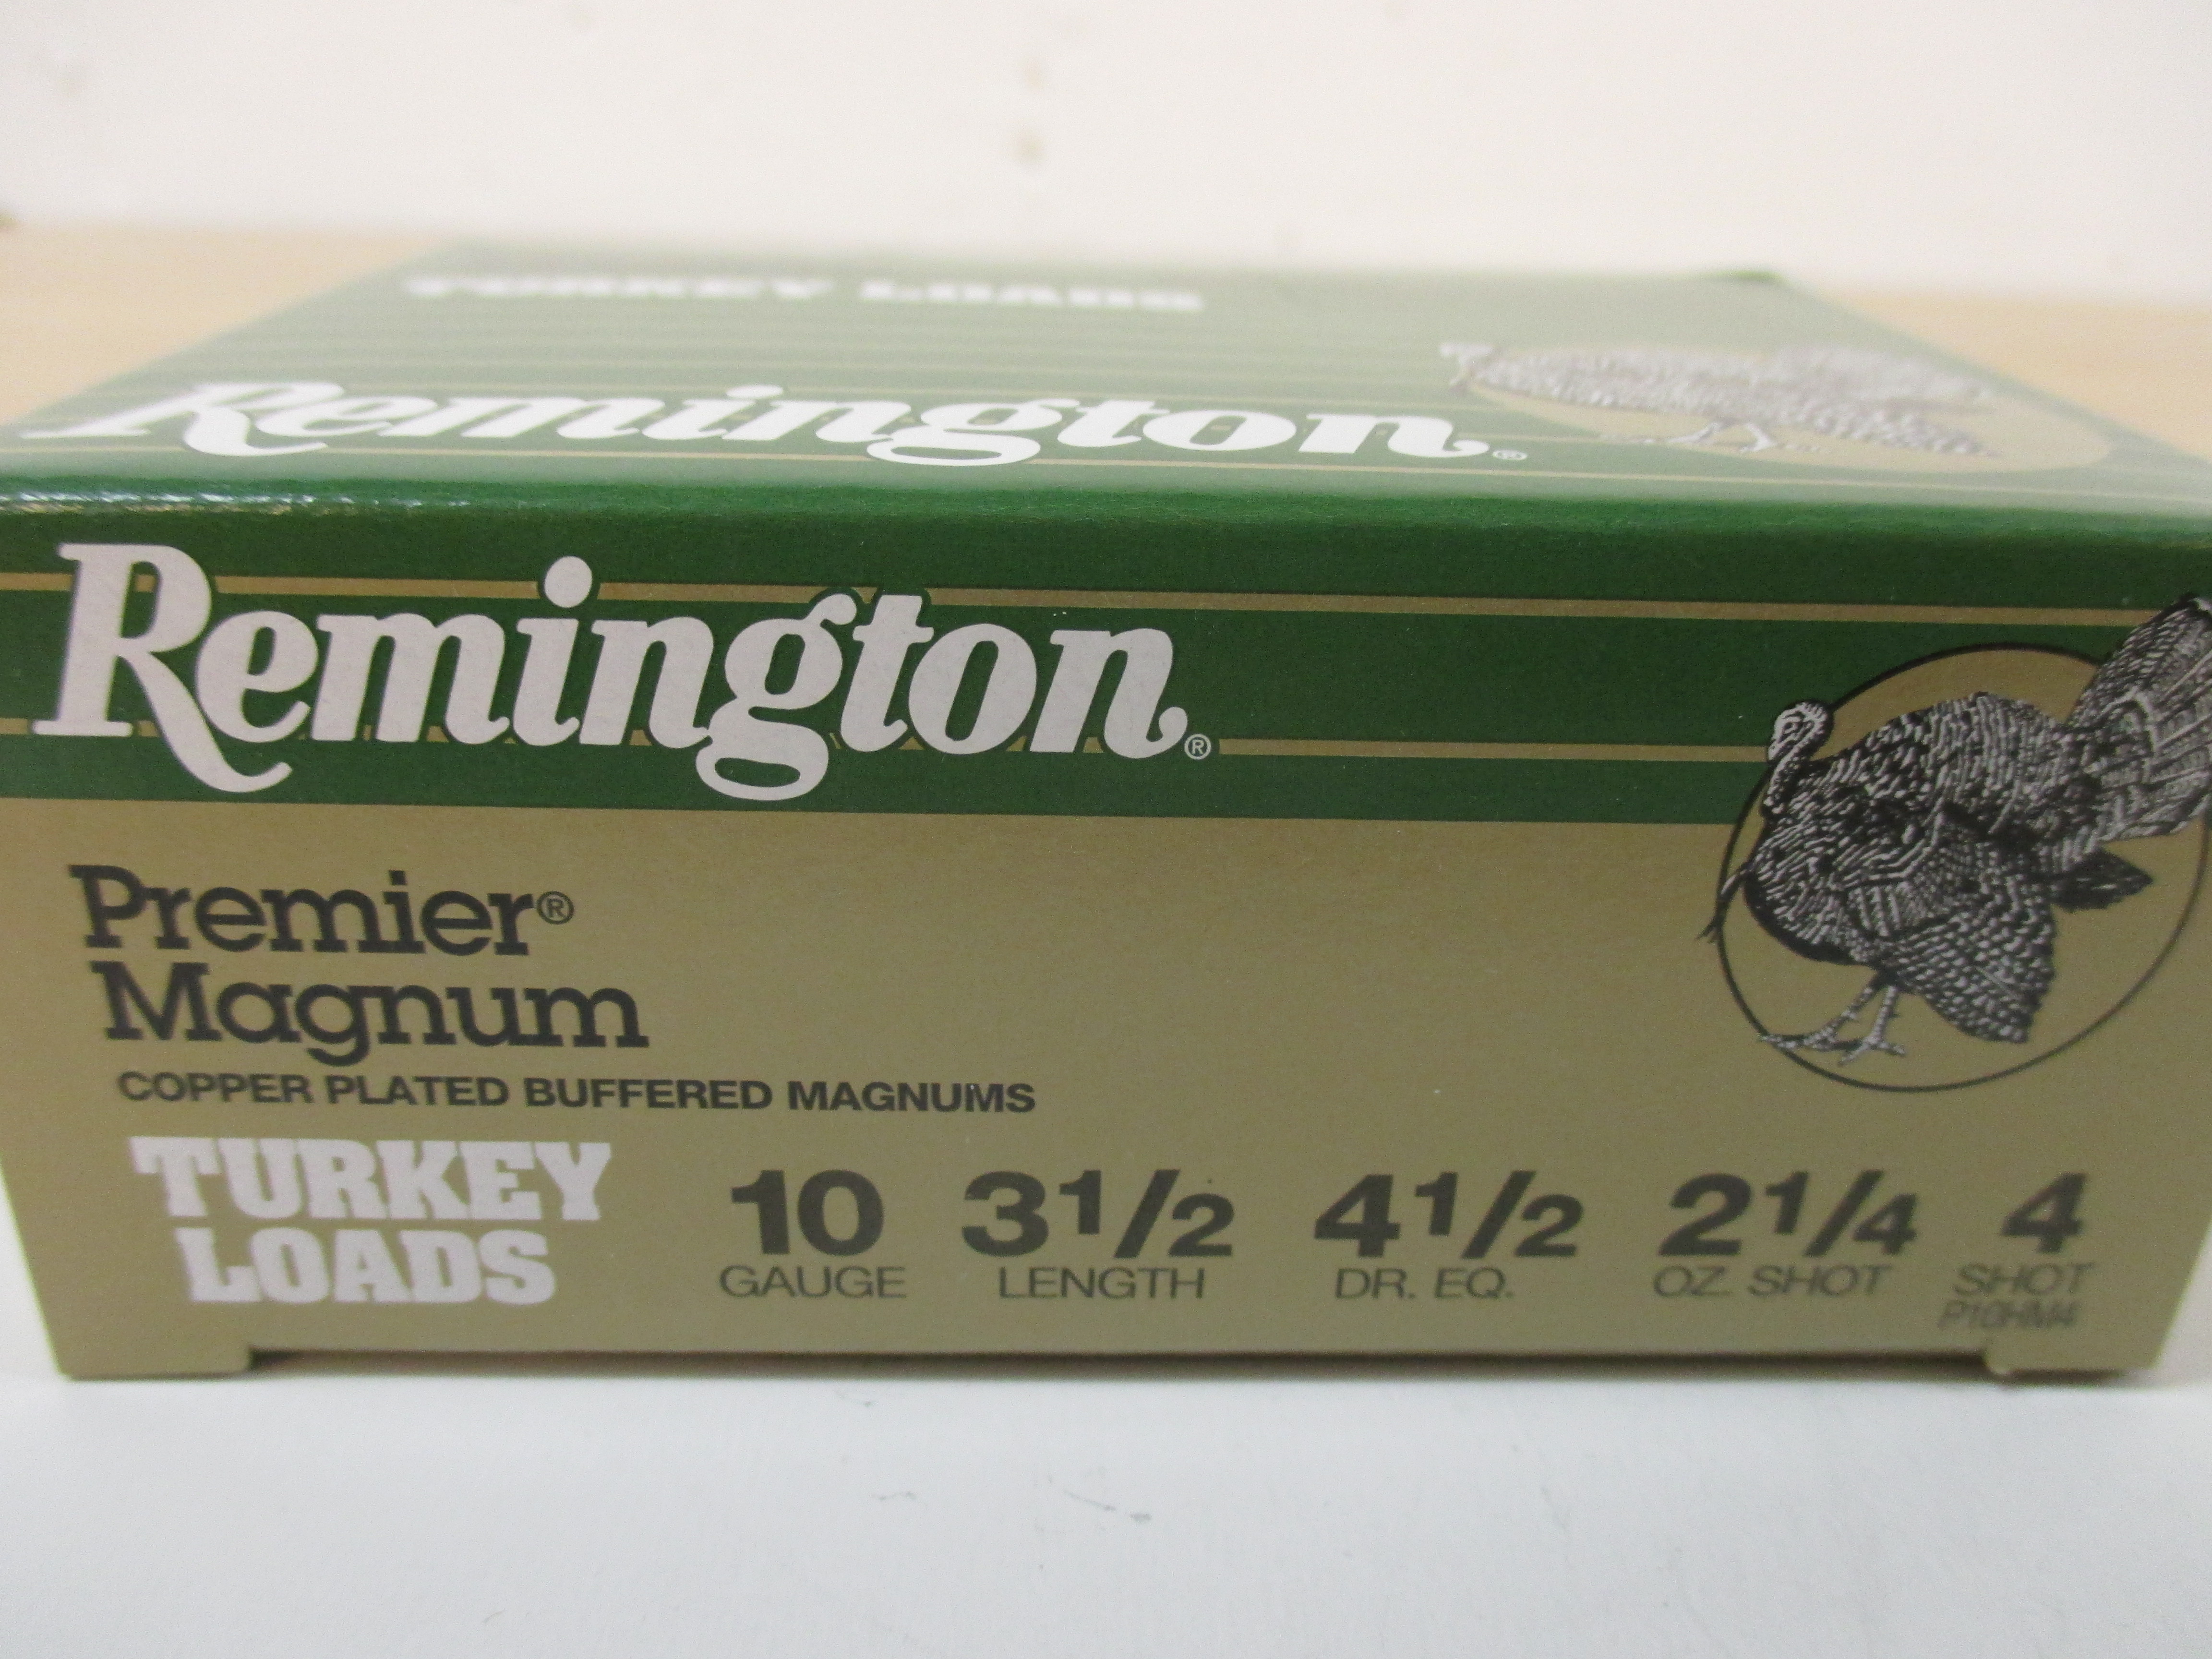 TURKEY LOADS
Remington®
Remington®
Premier®
Magnum
COPPER PLATED BUFFERED MAGNUMS
TURKEY
LOADS
10 3 1/2 4 1/2 2 1/4 4
GAUGE LENGTH DR. EQ. OZ. SHOT SHOT
P10HM4